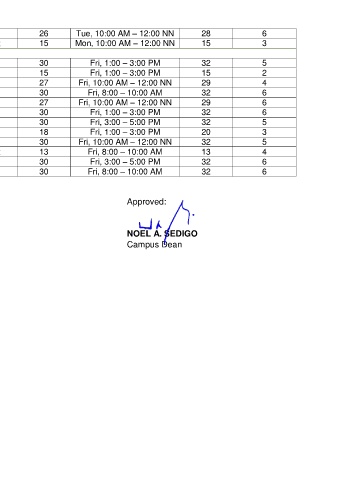 26 Tue, 10:00 AM – 12:00 NN 28 6
15 Mon, 10:00 AM – 12:00 NN 15 3
30 Fri, 1:00 – 3:00 PM 32 5
15 Fri, 1:00 – 3:00 PM 15 2
27 Fri, 10:00 AM – 12:00 NN 29 4
30 Fri, 8:00 – 10:00 AM 32 6
27 Fri, 10:00 AM – 12:00 NN 29 6
30 Fri, 1:00 – 3:00 PM 32 6
30 Fri, 3:00 – 5:00 PM 32 5
18 Fri, 1:00 – 3:00 PM 20 3
30 Fri, 10:00 AM – 12:00 NN 32 5
13 Fri, 8:00 – 10:00 AM 13 4
30 Fri, 3:00 – 5:00 PM 32 6
30 Fri, 8:00 – 10:00 AM 32 6
Approved:
NOEL A. SEDIGO
Campus Dean